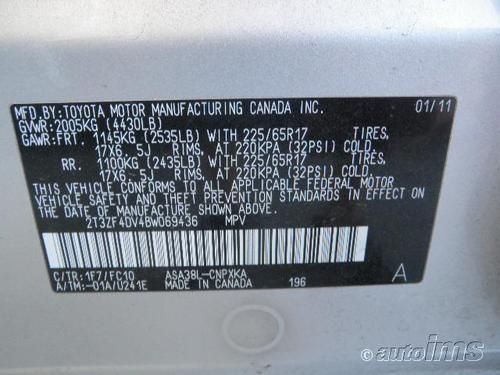 MFD.BY:TOYOTA MOTOR MANUFACTURING CANADA INC. 01/11
GVWR:2005KG (4430LB)
GAWR:FRT. 1145KG (2535LB) WITH 225/65R17 TIRES,
17X6.5J RIMS, AT 220KPA (32PSI) COLD.
RR. 1100KG (2435LB) WITH 225/65R17 TIRES,
17X6.5J RIMS, AT 220KPA (32PSI) COLD.
THIS VEHICLE CONFORMS TO ALL APPLICABLE FEDERAL MOTOR
VEHICLE SAFETY AND THEFT PREVENTION STANDARDS IN EFFECT
ON THE DATE OF MANUFACTURE SHOWN ABOVE.
2T3ZF4DV4BW069436 MPV
C/TR:1F7/FC10 ASA38L-CNPXKA A
A/TM:-01A/U241E MADE IN CANADA 196
© autoims